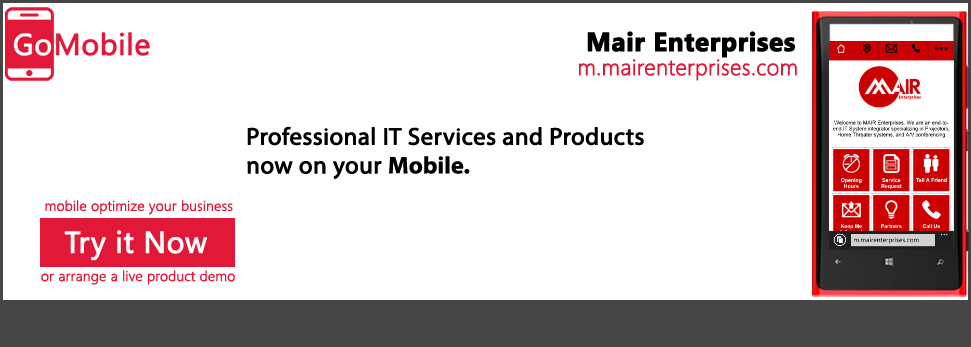 GoMobile
Mair Enterprises
m.mairenterprises.com
Professional IT Services and Products
now on your Mobile.
mobile optimize your business
Try it Now
or arrange a live product demo
MAIR
Enterprises
Welcome to MAIR Enterprises. We are an end-to-
end IT System integrator specializing in Projectors,
Home Threater systems, and A/V conferencing
Opening
Hours
Service
Request
Tell A Friend
Keep Me
Partners
Call Us
m.mairenterprises.com